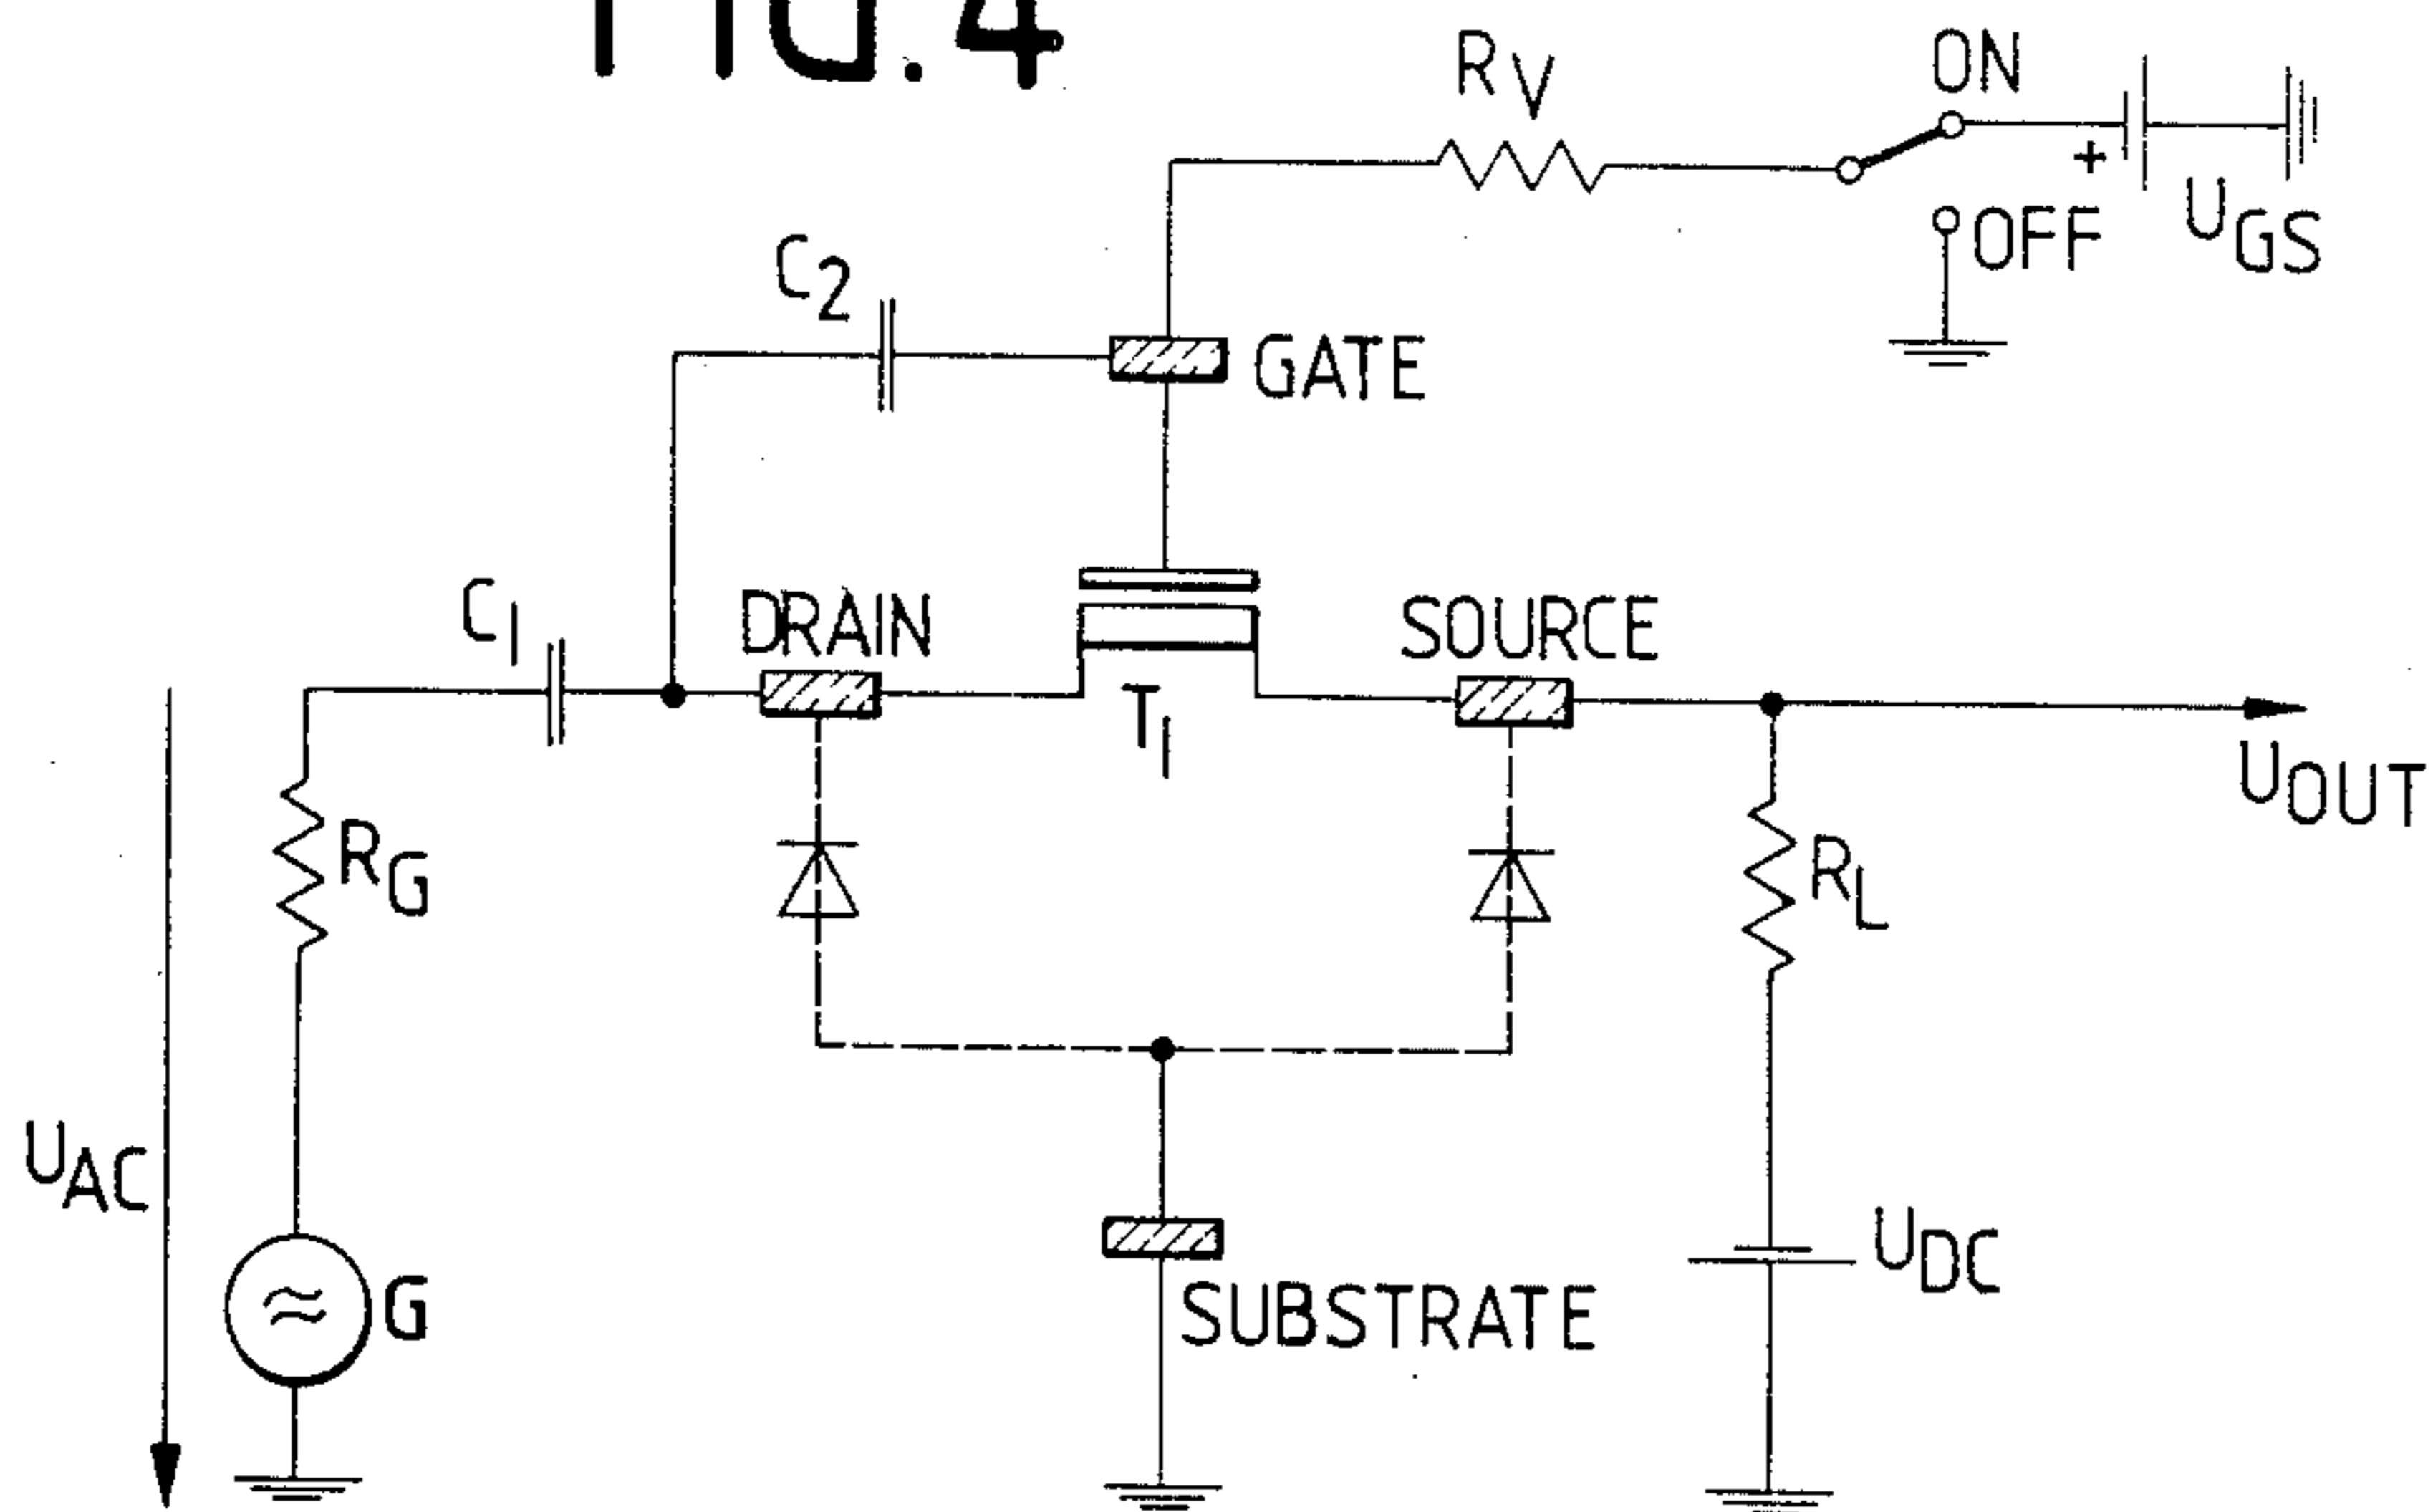 FIG.4
RV
ON
+
UGS
OFF
C2
GATE
C1
DRAIN
SOURCE
T1
UOUT
RG
RL
UAC
G
UDC
SUBSTRATE